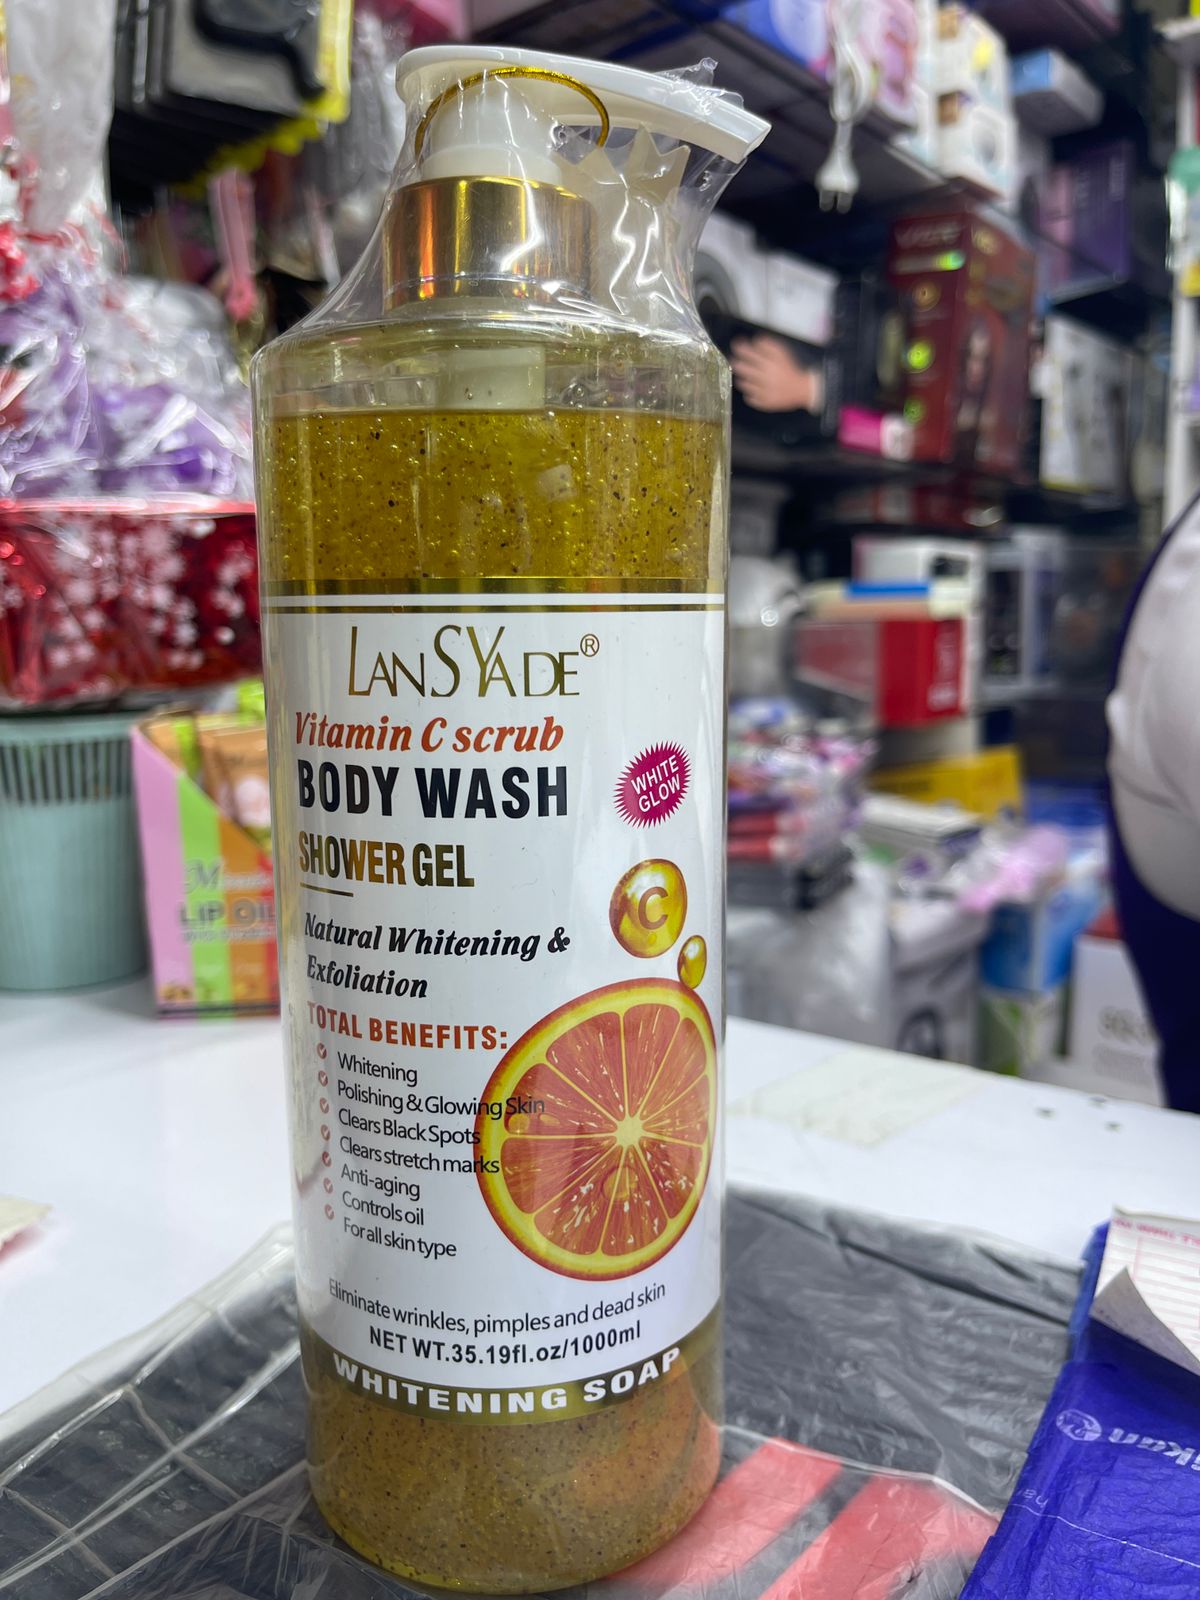 LANSYADE®
Vitamin C scrub
BODY WASH
SHOWER GEL
WHITE
GLOW
C
Natural Whitening &
Exfoliation
TOTAL BENEFITS:
Whitening
Polishing & Glowing Skin
Clears Black Spots
Clears stretch marks
Anti-aging
Controls oil
For all skin type
Eliminate wrinkles, pimples and dead skin
NET WT.35.19fl.oz/1000ml
WHITENING SOAP
LIP OIL